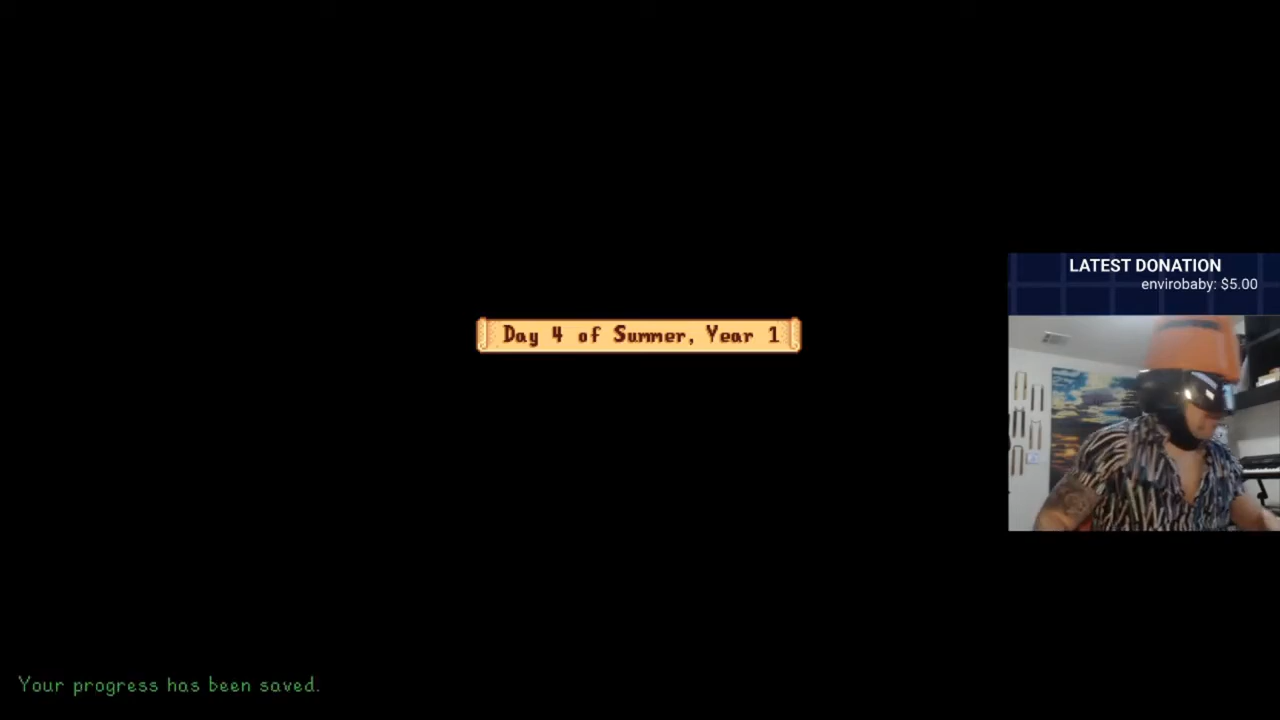 LATEST DONATION
envirobaby: $5.00
Day 4 of Summer, Year 1
Your progress has been saved.